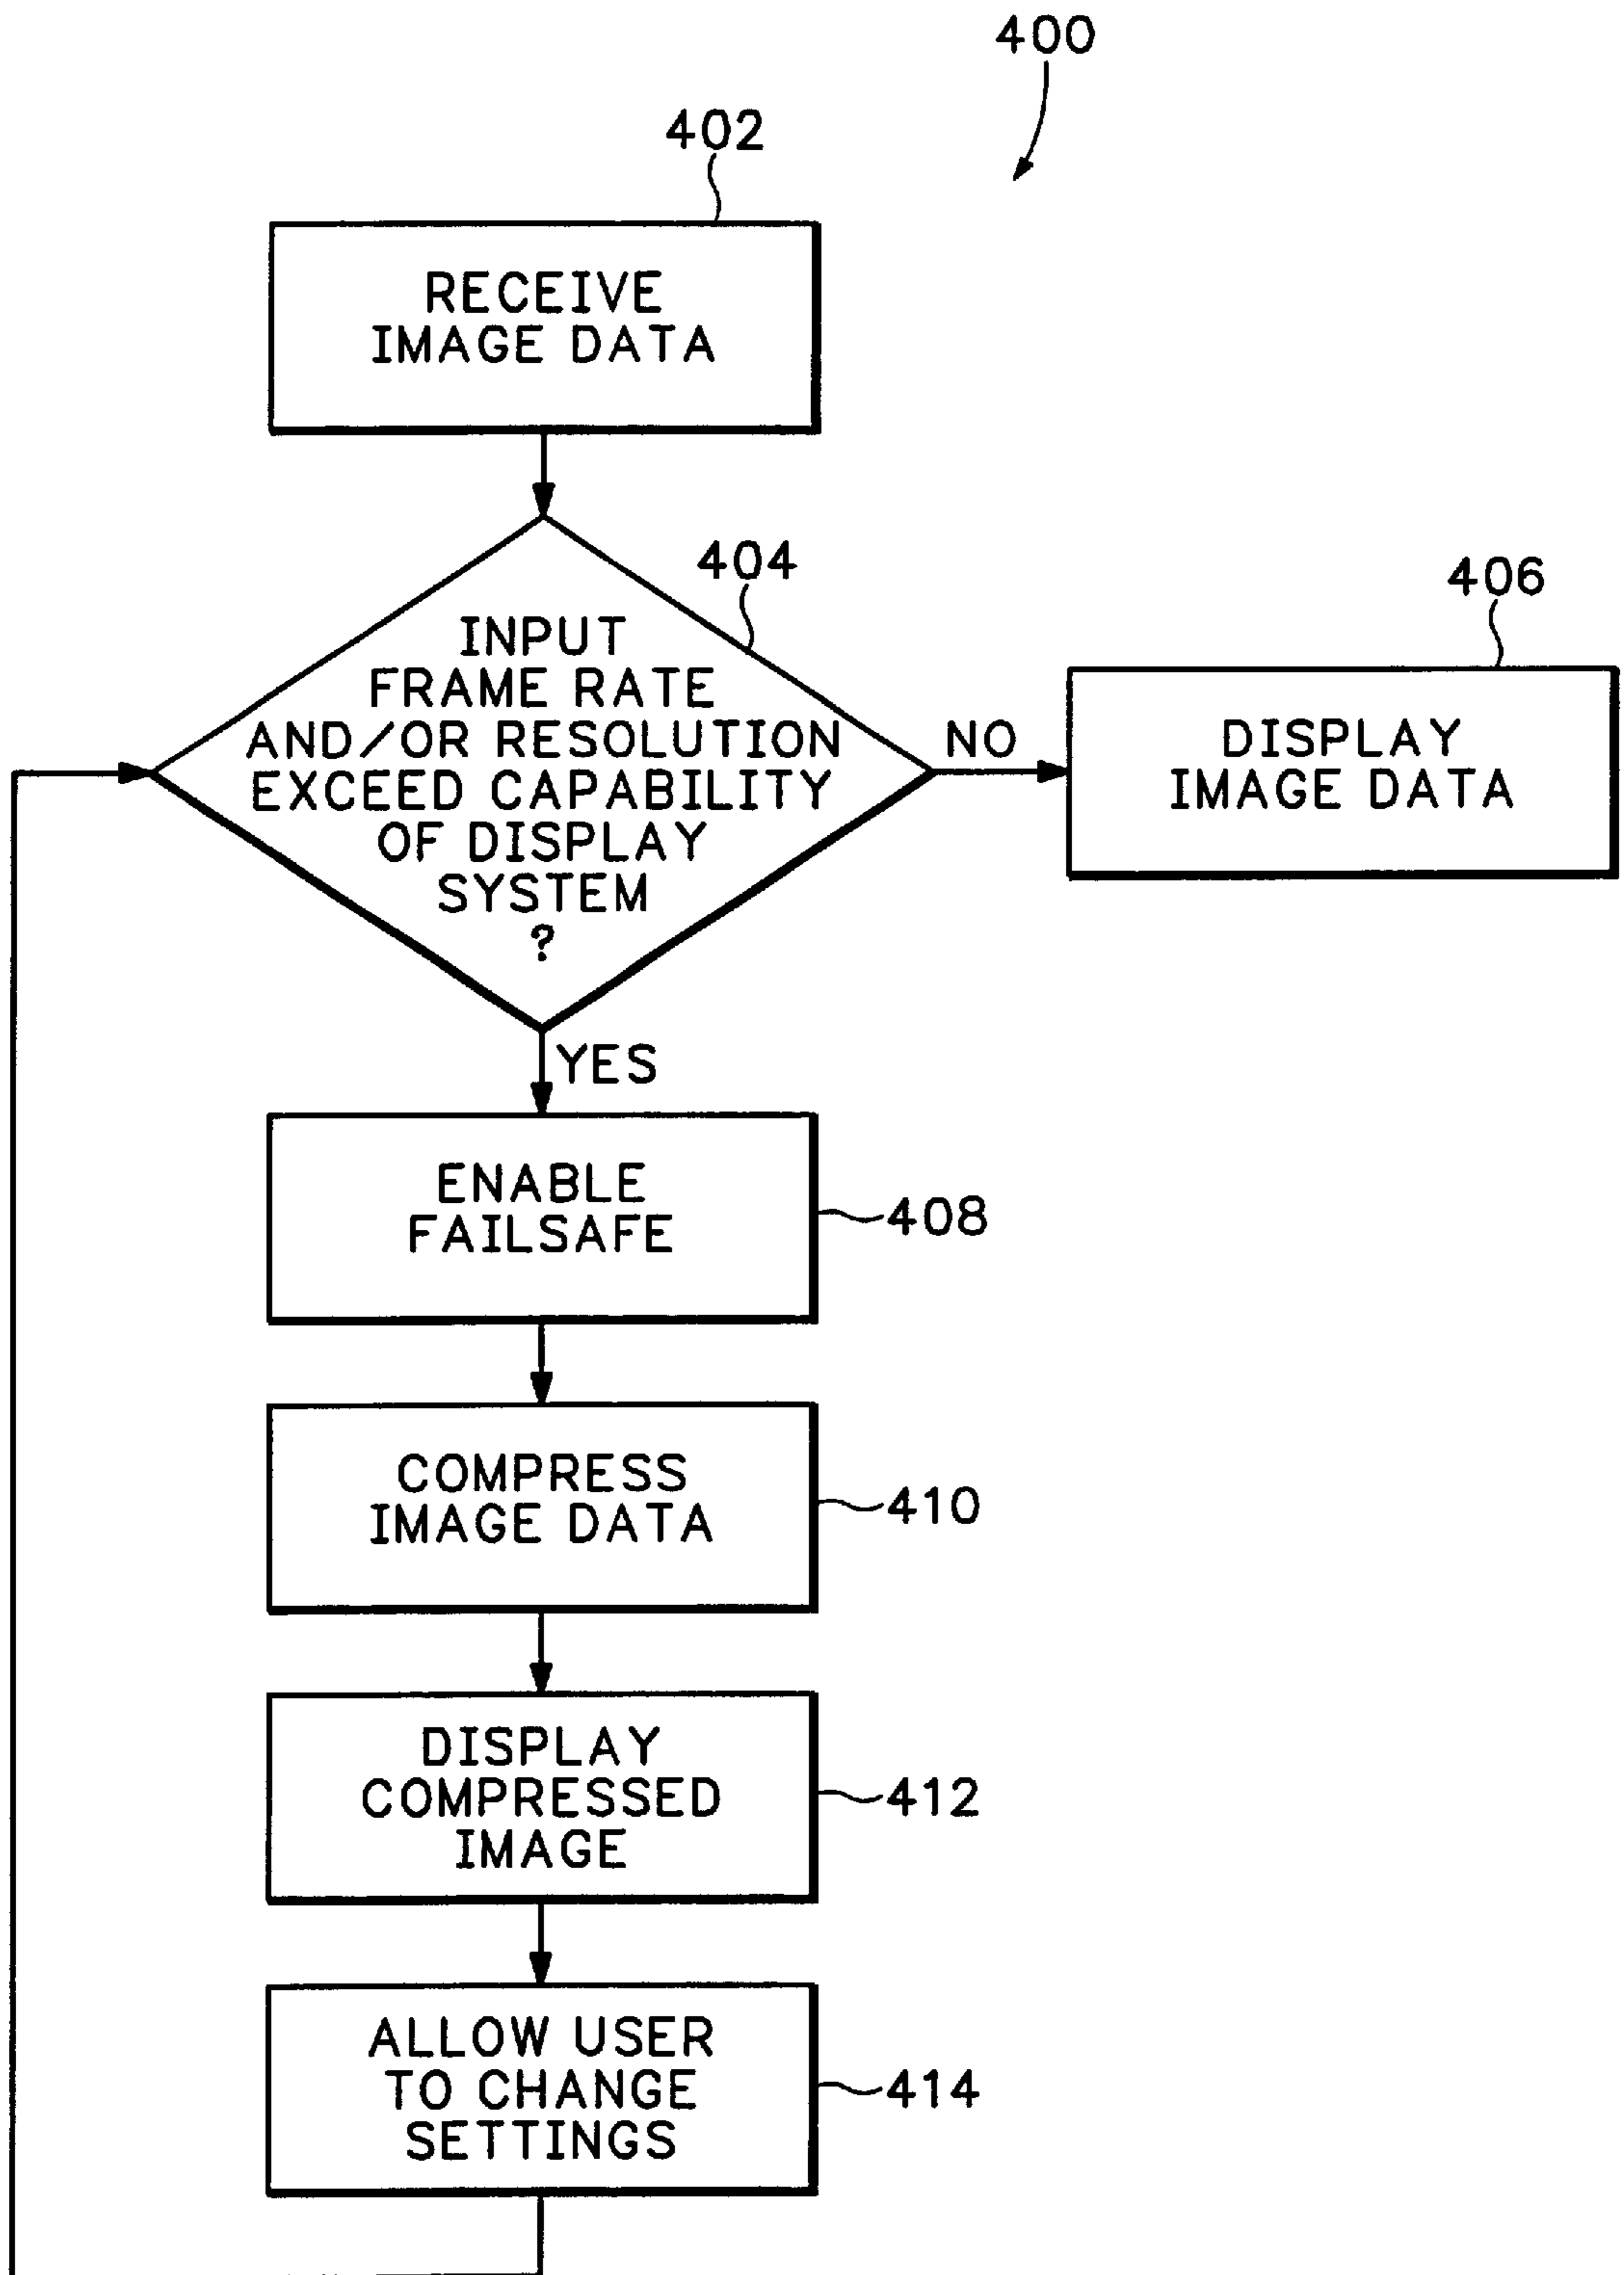 400
402
RECEIVE
IMAGE DATA
404
INPUT
FRAME RATE
AND/OR RESOLUTION
EXCEED CAPABILITY
OF DISPLAY
SYSTEM
?
NO
406
DISPLAY
IMAGE DATA
YES
ENABLE
FAILSAFE
408
COMPRESS
IMAGE DATA
410
DISPLAY
COMPRESSED
IMAGE
412
ALLOW USER
TO CHANGE
SETTINGS
414